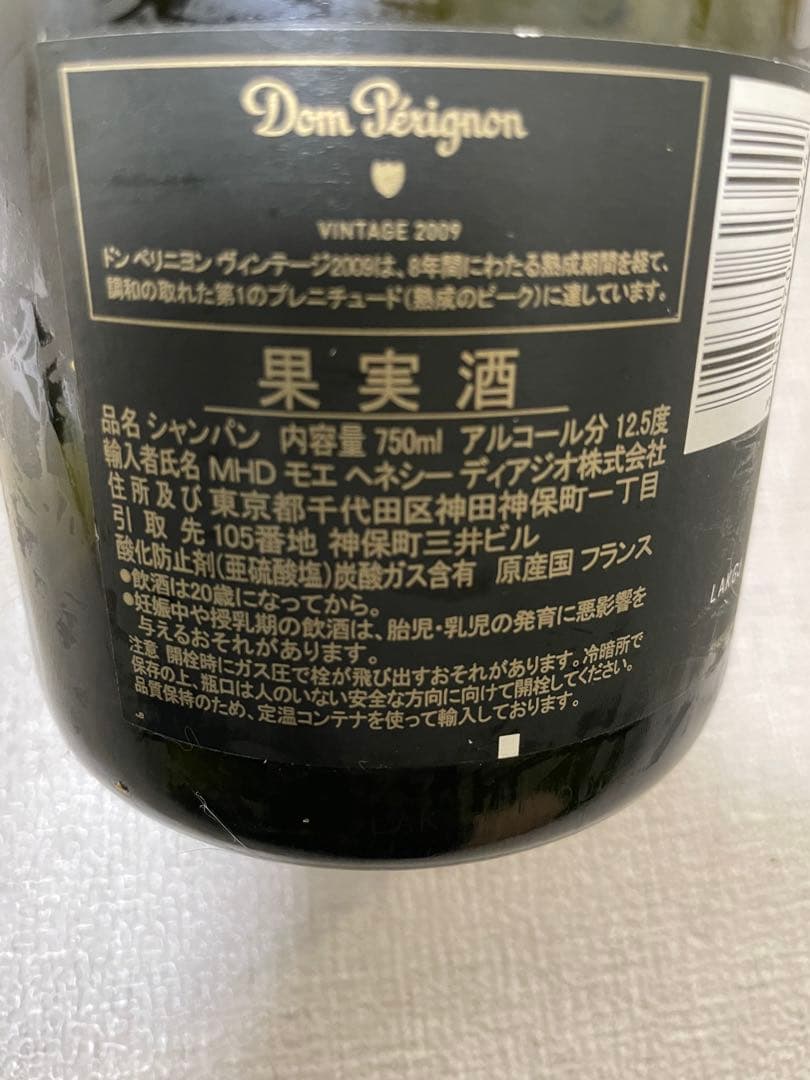 Dom Pérignon
VINTAGE 2009
ドン ペリニヨン ヴィンテージ2009は、8年間にわたる熟成期間を経て、
調和の取れた第1のプレニチュード(熟成のピーク)に達しています。
果実酒
品名 シャンパン 内容量 750ml アルコール分 12.5度
輸入者氏名 MHD モエ ヘネシー ディアジオ株式会社
住所及び 東京都千代田区神田神保町一丁目
引取先 105番地 神保町三井ビル
酸化防止剤(亜硫酸塩)炭酸ガス含有 原産国 フランス
●飲酒は20歳になってから。
●妊娠中や授乳期の飲酒は、胎児・乳児の発育に悪影響を
与えるおそれがあります。
注意 開栓時にガス圧で栓が飛び出すおそれがあります。冷暗所で
保存の上、瓶口は人のいない安全な方向に向けて開栓してください。
品質保持のため、定温コンテナを使って輸入しております。